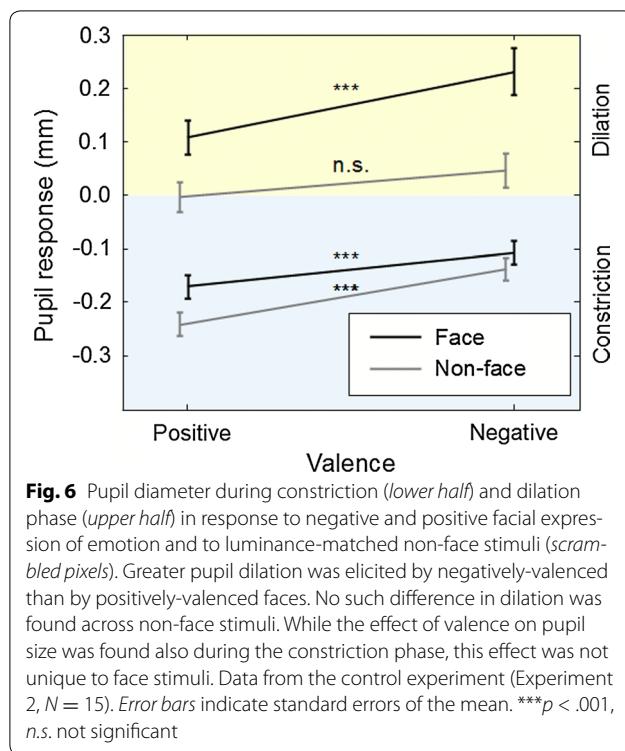 0.3
0.2
0.1
0.0
-0.1
-0.2
-0.3
Pupil response (mm)
***
n.s.
***
***
Dilation
Constriction
Face
Non-face
Positive
Negative
Valence
Fig. 6 Pupil diameter during constriction (lower half) and dilation
phase (upper half) in response to negative and positive facial expres-
sion of emotion and to luminance-matched non-face stimuli (scram-
bled pixels). Greater pupil dilation was elicited by negatively-valenced
than by positively-valenced faces. No such difference in dilation was
found across non-face stimuli. While the effect of valence on pupil
size was found also during the constriction phase, this effect was not
unique to face stimuli. Data from the control experiment (Experiment
2, N = 15). Error bars indicate standard errors of the mean. ***p < .001,
n.s. not significant